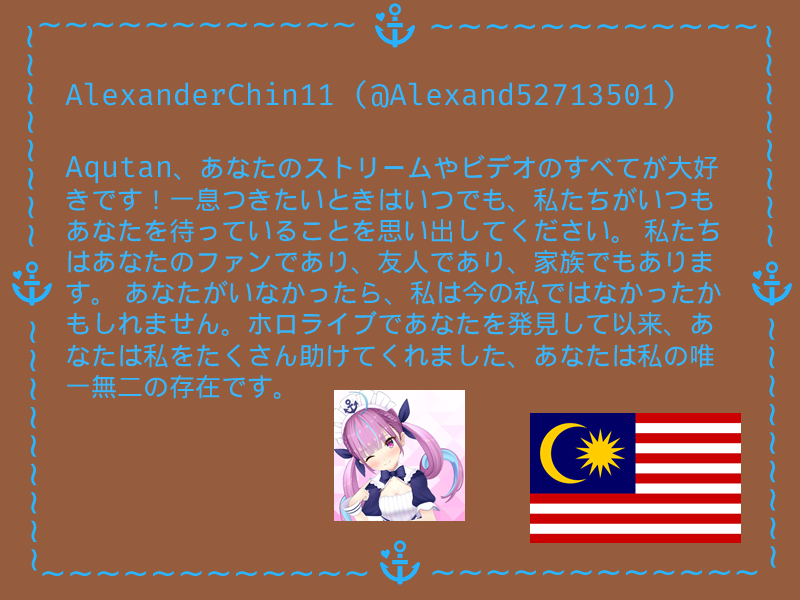 AlexanderChin11 (@Alexand52713501)
Aqutan、あなたのストリームやビデオのすべてが大好
きです！一息つきたいときはいつでも、私たちがいつも
あなたを待っていることを思い出してください。 私たち
はあなたのファンであり、友人であり、家族でもありま
す。 あなたがいなかったら、私は今の私ではなかったか
もしれません。ホロライブであなたを発見して以来、あ
なたは私をたくさん助けてくれました、あなたは私の唯
一無二の存在です。